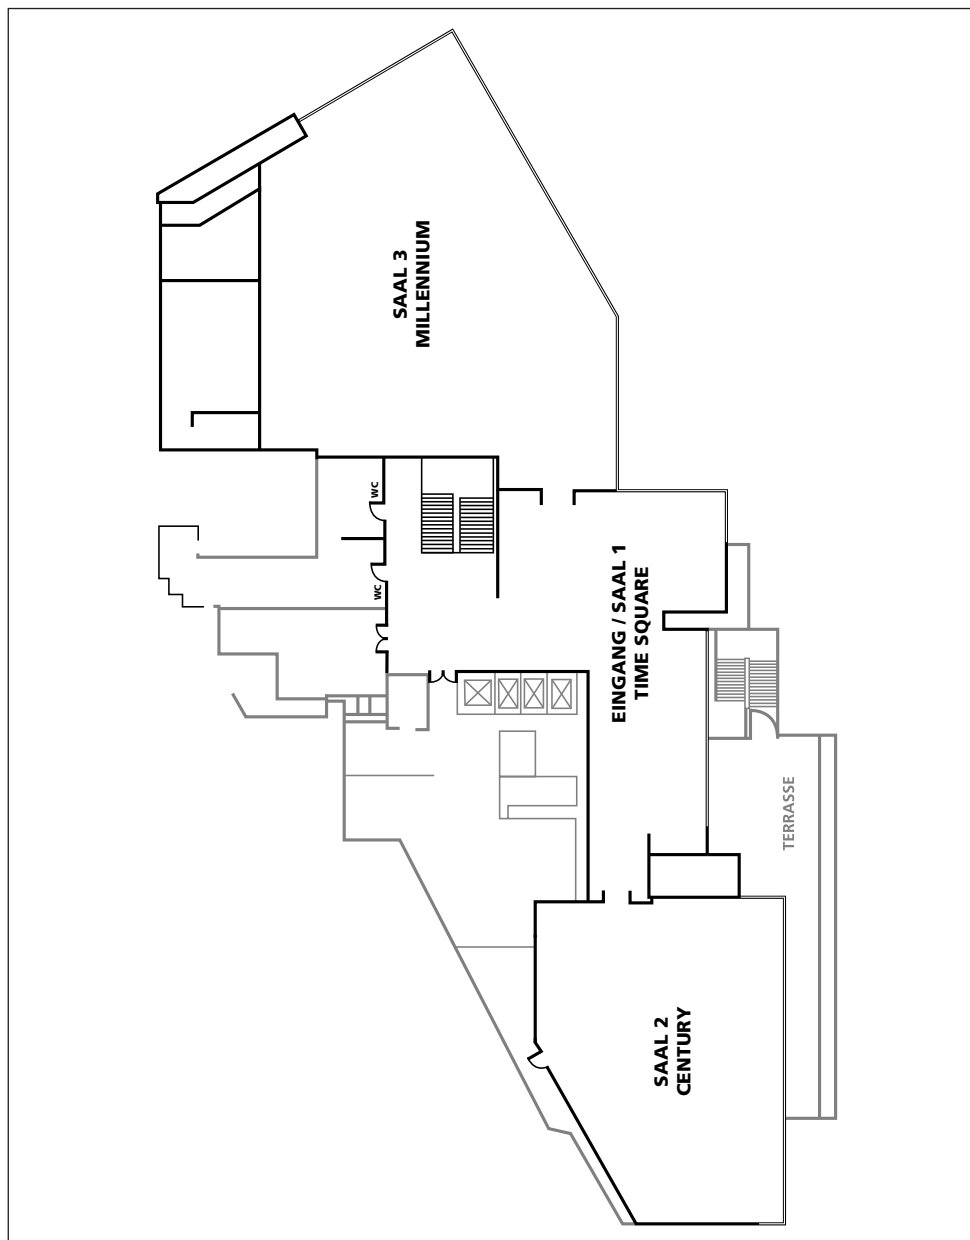 SAAL 3
MILLENNIUM
WC
WC
EINGANG / SAAL 1
TIME SQUARE
TERRASSE
SAAL 2
CENTURY